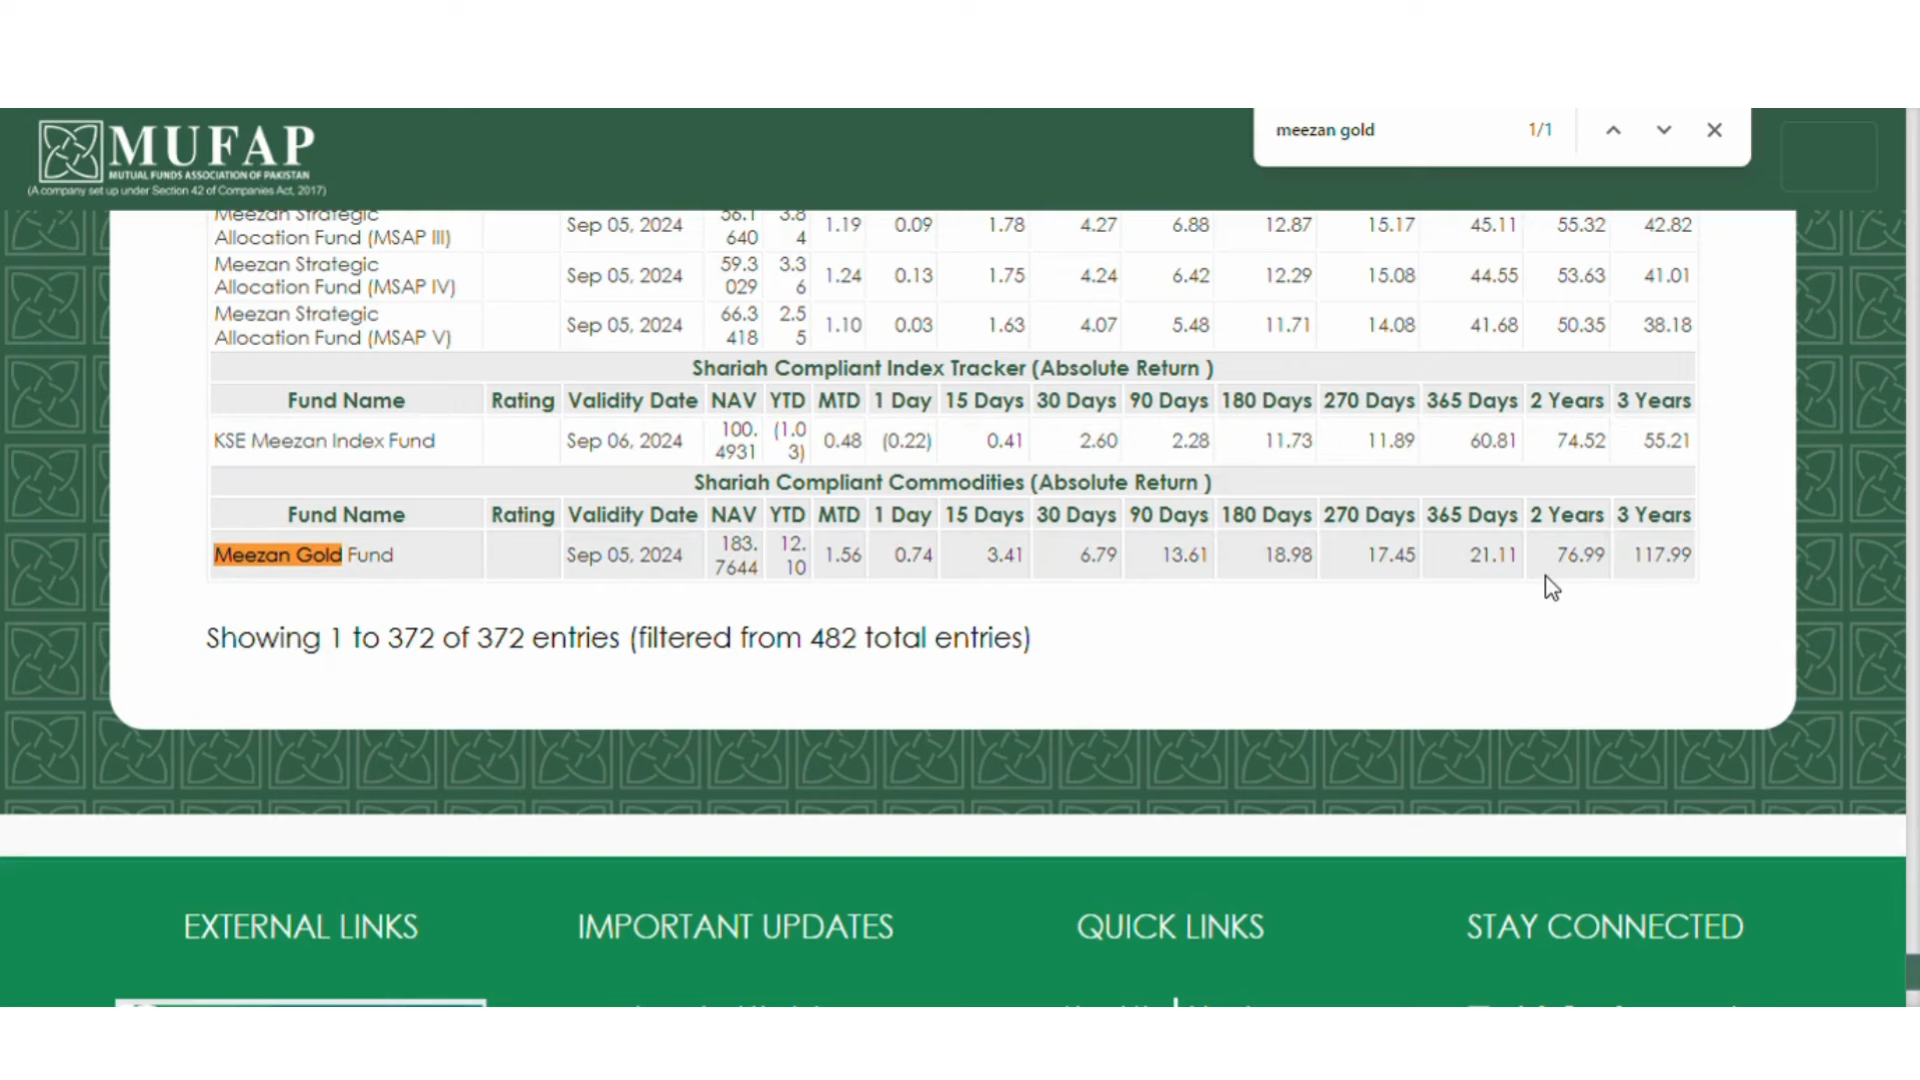 meezan gold 1/1
MUFAP
MUTUAL FUNDS ASSOCIATION OF PAKISTAN
(A company set up under Section 42 of Companies Act, 2017)
Meezan Strategic Allocation Fund (MSAP III) Sep 05, 2024 56.1640 3.84 1.19 0.09 1.78 4.27 6.88 12.87 15.17 45.11 55.32 42.82
Meezan Strategic Allocation Fund (MSAP IV) Sep 05, 2024 59.3029 3.36 1.24 0.13 1.75 4.24 6.42 12.29 15.08 44.55 53.63 41.01
Meezan Strategic Allocation Fund (MSAP V) Sep 05, 2024 66.3418 2.55 1.10 0.03 1.63 4.07 5.48 11.71 14.08 41.68 50.35 38.18
Shariah Compliant Index Tracker (Absolute Return )
Fund Name Rating Validity Date NAV YTD MTD 1 Day 15 Days 30 Days 90 Days 180 Days 270 Days 365 Days 2 Years 3 Years
KSE Meezan Index Fund Sep 06, 2024 100.4931 (1.03) 0.48 (0.22) 0.41 2.60 2.28 11.73 11.89 60.81 74.52 55.21
Shariah Compliant Commodities (Absolute Return )
Fund Name Rating Validity Date NAV YTD MTD 1 Day 15 Days 30 Days 90 Days 180 Days 270 Days 365 Days 2 Years 3 Years
Meezan Gold Fund Sep 05, 2024 183.7644 12.10 1.56 0.74 3.41 6.79 13.61 18.98 17.45 21.11 76.99 117.99
Showing 1 to 372 of 372 entries (filtered from 482 total entries)
EXTERNAL LINKS IMPORTANT UPDATES QUICK LINKS STAY CONNECTED